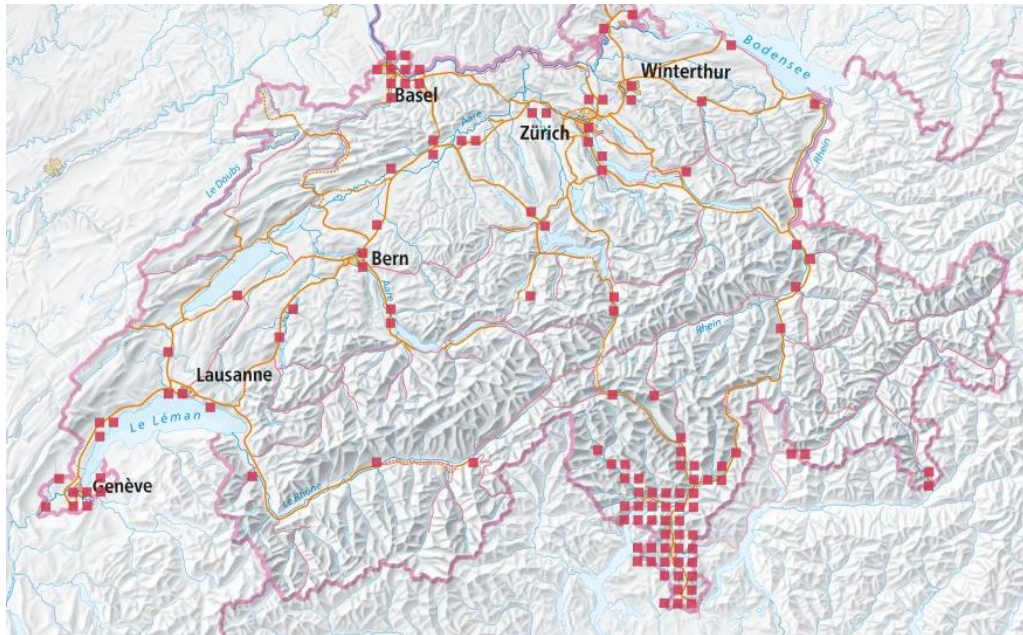 Bodensee
Winterthur
Basel
Aare
Zürich
Rhein
Le Doubs
Bern
Aare
Rhein
Lausanne
Le Léman
Genève
Le Rhône